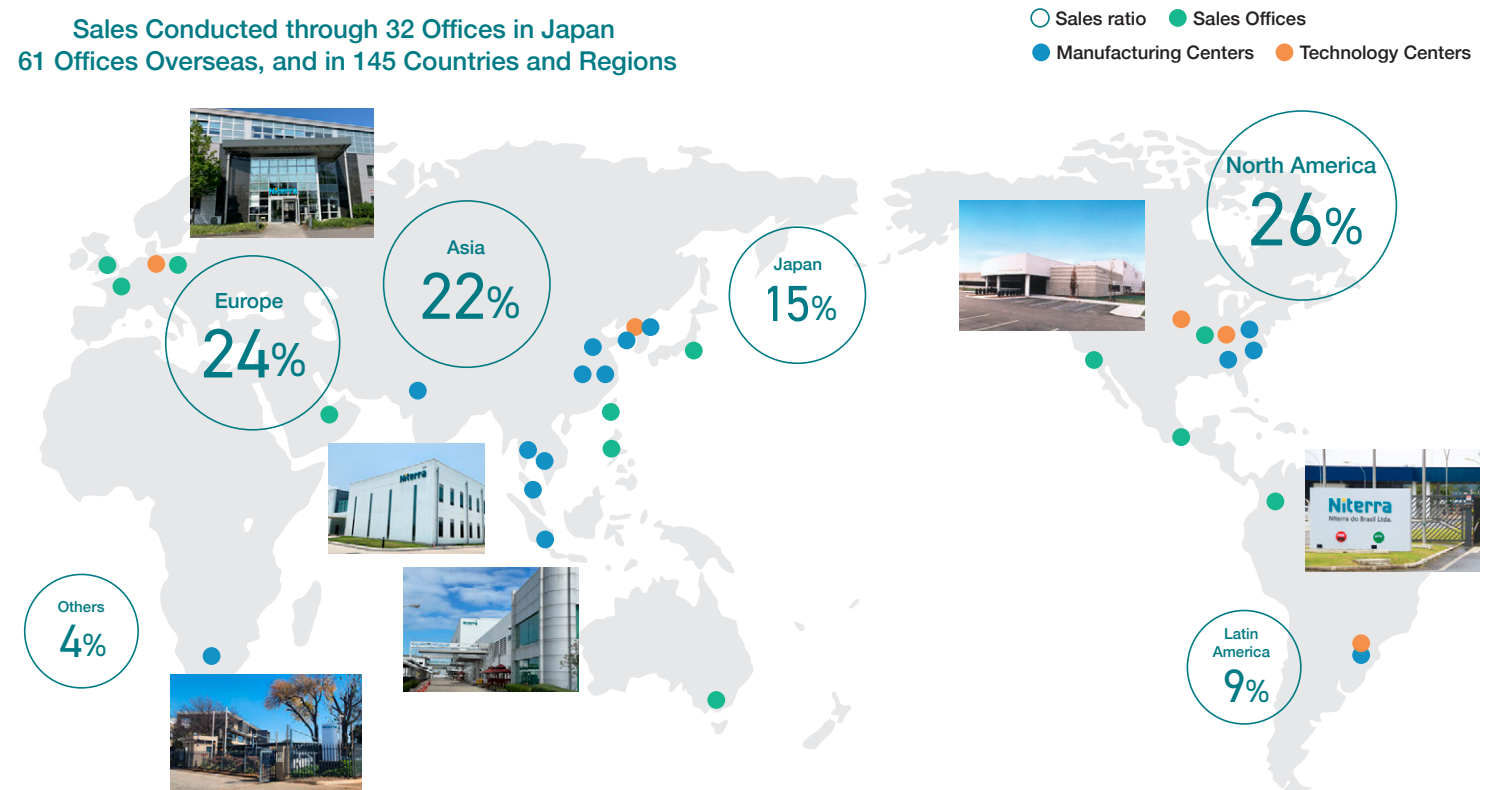 Sales Conducted through 32 Offices in Japan
61 Offices Overseas, and in 145 Countries and Regions
Sales ratio
Sales Offices
Manufacturing Centers
Technology Centers
Niterra
North America
26%
Asia
22%
Japan
15%
Europe
24%
Niterra
Niterra
Niterra do Brasil Ltda.
Others
4%
Niterra
Latin
America
9%